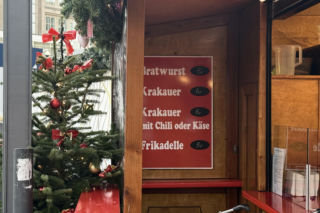 Bratwurst
Krakauer
Krakauer
mit Chili oder Käse
Frikadelle